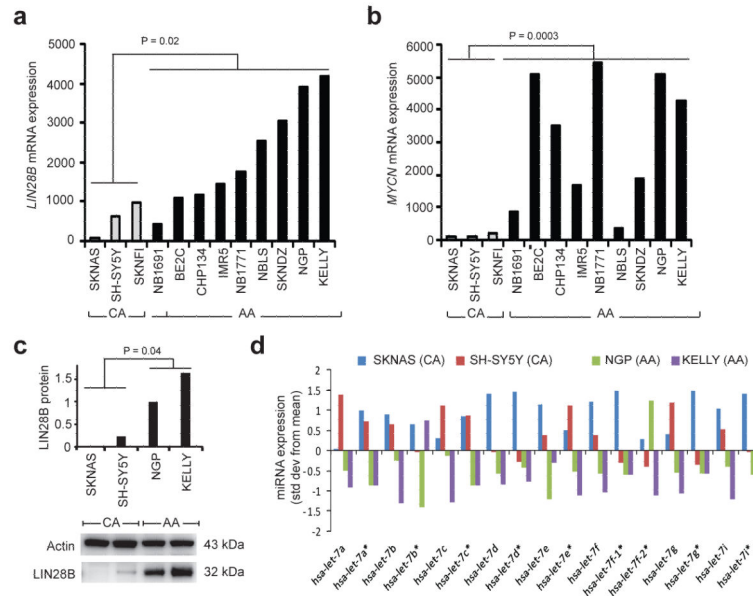 a
P = 0.02
LIN28B mRNA expression
5000
4000
3000
2000
1000
0
SKNAS
SH-SY5Y
SKNFI
NB1691
BE2C
CHP134
IMR5
NB1771
NBLS
SKNDZ
NGP
KELLY
CA
AA
b
P = 0.0003
MYCN mRNA expression
6000
5000
4000
3000
2000
1000
0
SKNAS
SH-SY5Y
SKNFI
NB1691
BE2C
CHP134
IMR5
NB1771
NBLS
SKNDZ
NGP
KELLY
CA
AA
c
P = 0.04
LIN28B protein
1.5
1
0.5
0
SKNAS
SH-SY5Y
NGP
KELLY
CA AA
Actin 43 kDa
LIN28B 32 kDa
d
SKNAS (CA) SH-SY5Y (CA) NGP (AA) KELLY (AA)
miRNA expression
(std dev from mean)
2
1.5
1
0.5
0
-0.5
-1
-1.5
-2
hsa-let-7a
hsa-let-7a*
hsa-let-7b
hsa-let-7b*
hsa-let-7c
hsa-let-7c*
hsa-let-7d
hsa-let-7d*
hsa-let-7e
hsa-let-7e*
hsa-let-7f
hsa-let-7f-1*
hsa-let-7f-2*
hsa-let-7g
hsa-let-7g*
hsa-let-7i
hsa-let-7i*